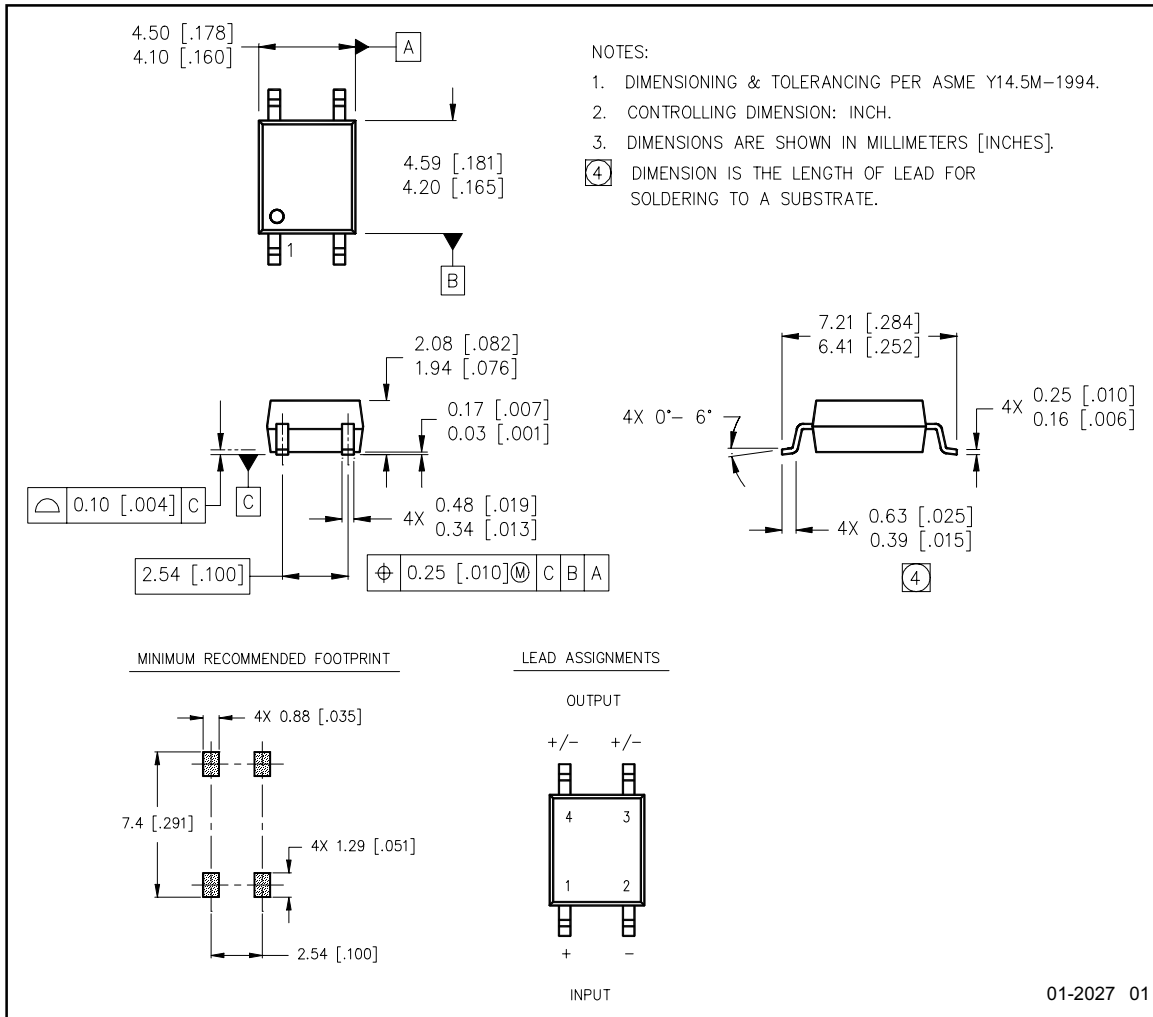 4.50 [.178]
4.10 [.160]
A
4.59 [.181]
4.20 [.165]
1
B
NOTES:
1. DIMENSIONING & TOLERANCING PER ASME Y14.5M–1994.
2. CONTROLLING DIMENSION: INCH.
3. DIMENSIONS ARE SHOWN IN MILLIMETERS [INCHES].
4 DIMENSION IS THE LENGTH OF LEAD FOR
SOLDERING TO A SUBSTRATE.
2.08 [.082]
1.94 [.076]
0.17 [.007]
0.03 [.001]
0.10 [.004] C
C
4X 0.48 [.019]
0.34 [.013]
2.54 [.100]
⌖ 0.25 [.010]Ⓜ C B A
7.21 [.284]
6.41 [.252]
4X 0°– 6°
4X 0.25 [.010]
0.16 [.006]
4X 0.63 [.025]
0.39 [.015]
4
MINIMUM RECOMMENDED FOOTPRINT
4X 0.88 [.035]
7.4 [.291]
4X 1.29 [.051]
2.54 [.100]
LEAD ASSIGNMENTS
OUTPUT
+/– +/–
4 3
1 2
+ –
INPUT
01-2027 01